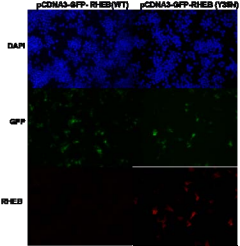 pCDNA3-GFP-RHEB(WT) pCDNA3-GFP-RHEB (Y35N)
DAPI
GFP
RHEB